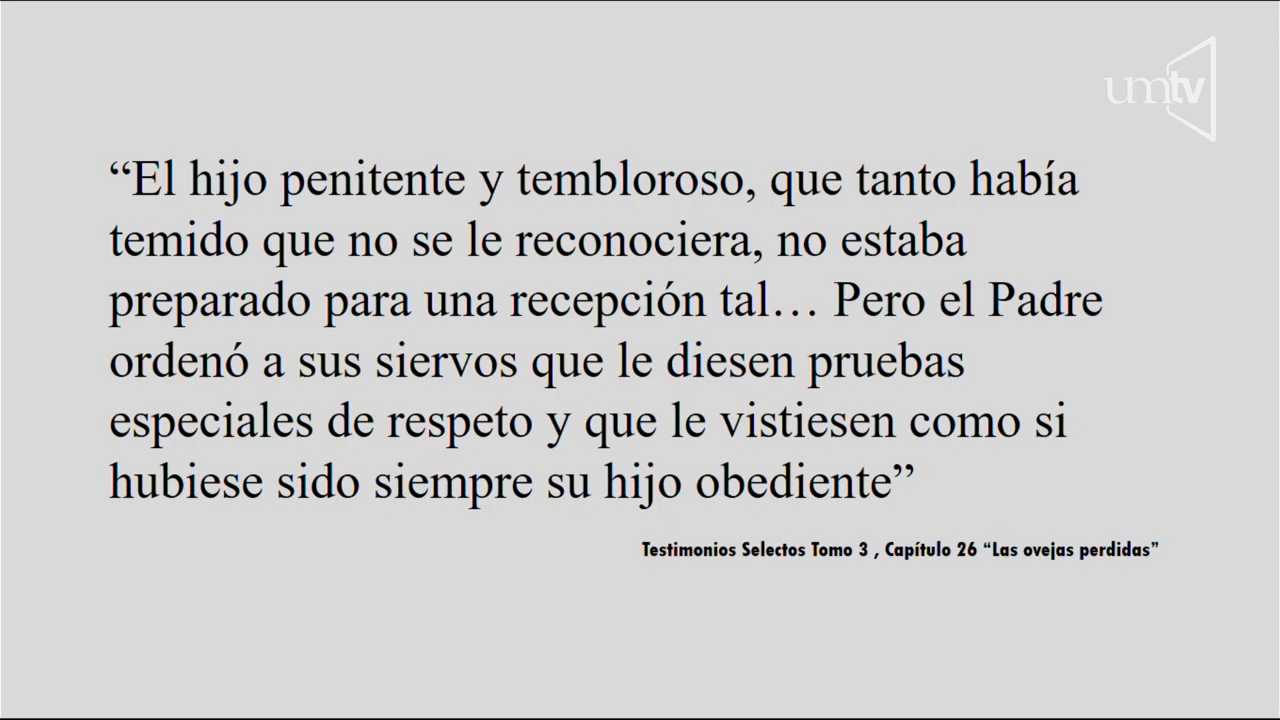 umtv
“El hijo penitente y tembloroso, que tanto había
temido que no se le reconociera, no estaba
preparado para una recepción tal… Pero el Padre
ordenó a sus siervos que le diesen pruebas
especiales de respeto y que le vistiesen como si
hubiese sido siempre su hijo obediente”
Testimonios Selectos Tomo 3 , Capítulo 26 “Las ovejas perdidas”